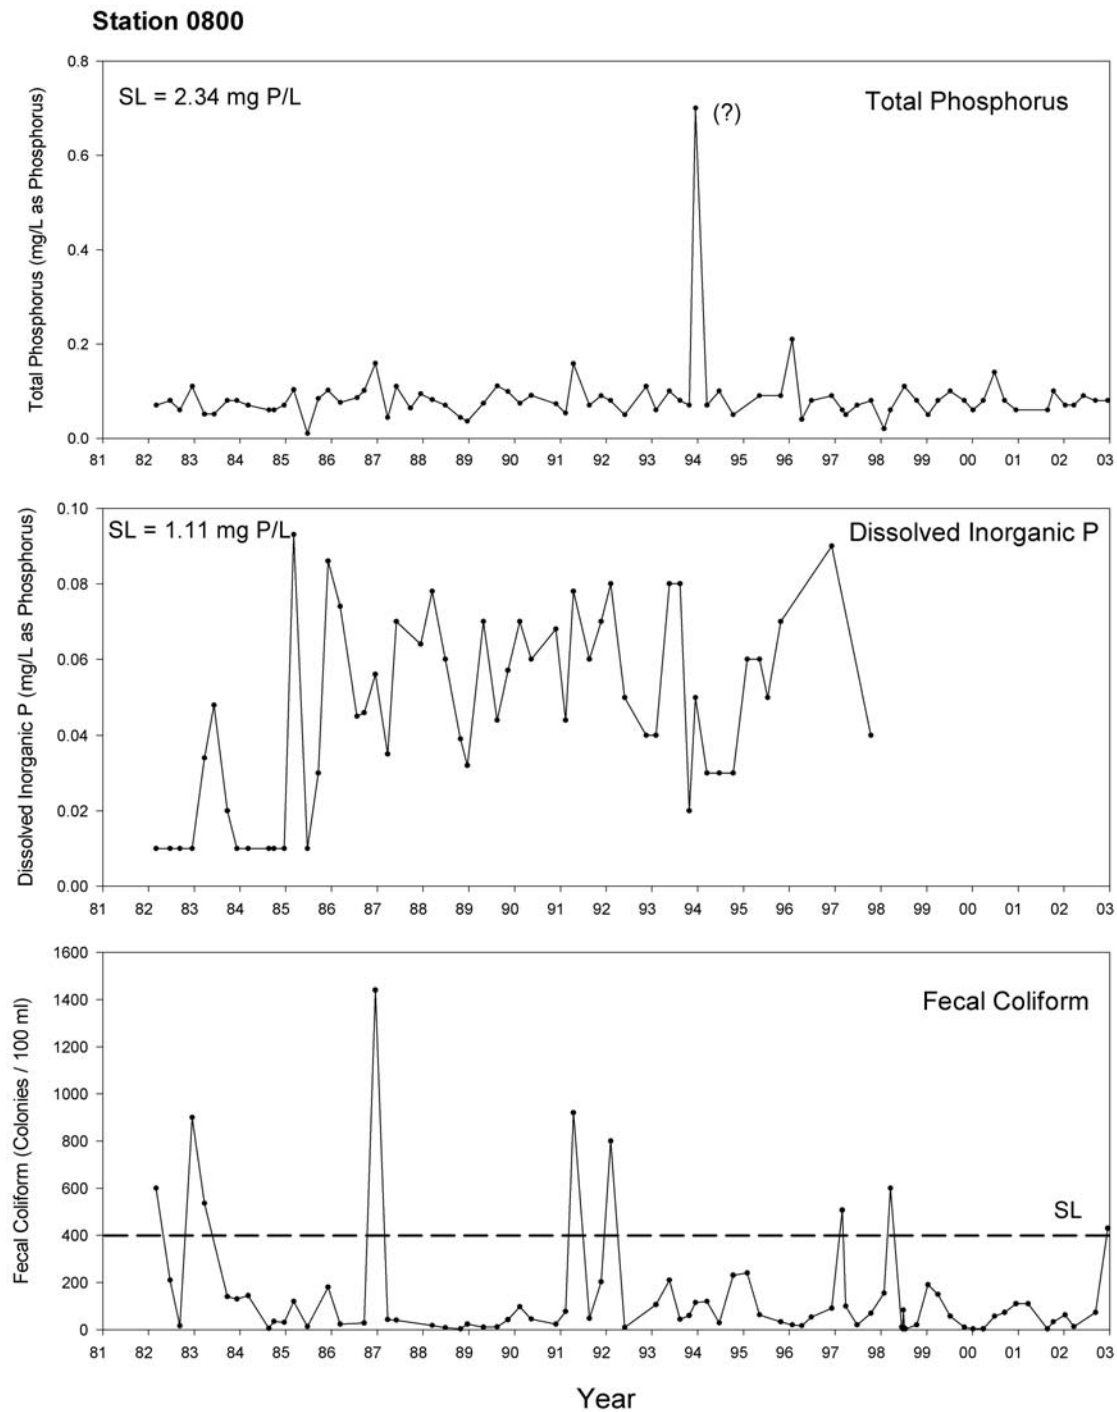 Station 0800
SL = 2.34 mg P/L
Total Phosphorus
(?)
Total Phosphorus (mg/L as Phosphorus)
0.8
0.6
0.4
0.2
0.0
81 82 83 84 85 86 87 88 89 90 91 92 93 94 95 96 97 98 99 00 01 02 03
SL = 1.11 mg P/L
Dissolved Inorganic P
Dissolved Inorganic P (mg/L as Phosphorus)
0.10
0.08
0.06
0.04
0.02
0.00
81 82 83 84 85 86 87 88 89 90 91 92 93 94 95 96 97 98 99 00 01 02 03
Fecal Coliform
SL
Fecal Coliform (Colonies / 100 ml)
1600
1400
1200
1000
800
600
400
200
0
81 82 83 84 85 86 87 88 89 90 91 92 93 94 95 96 97 98 99 00 01 02 03
Year